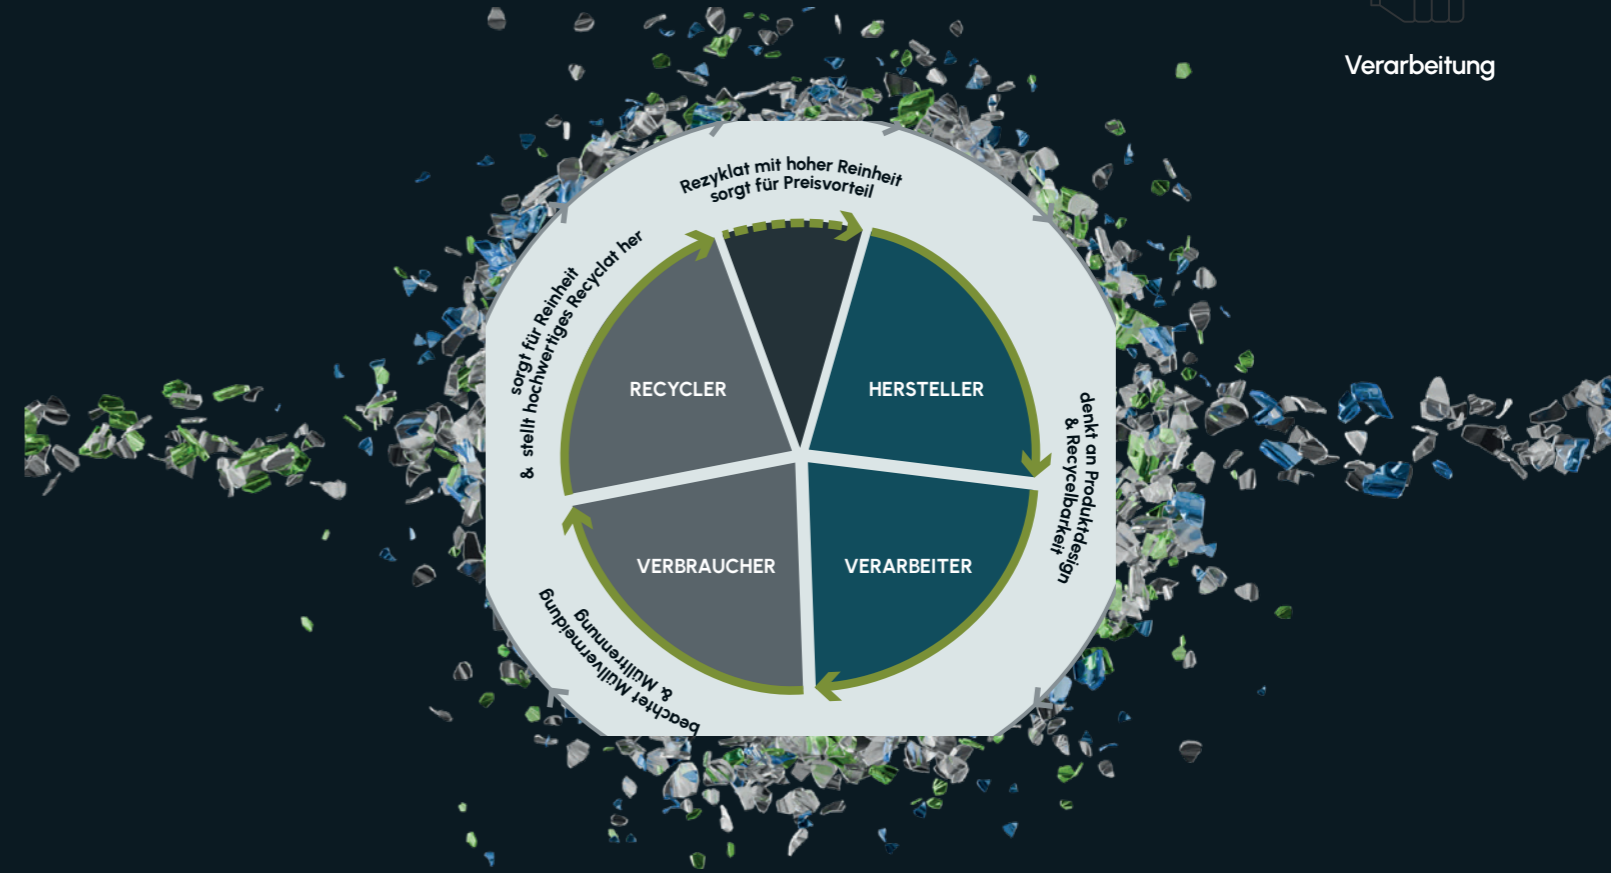 Verarbeitung
Rezyklat mit hoher Reinheit
sorgt für Preisvorteil
sorgt für Reinheit
& stellt hochwertiges Recyclat her
RECYCLER
HERSTELLER
denkt an Produktdesign
& Recycelbarkeit
VERBRAUCHER
VERARBEITER
beachtet Müllvermeidung
& Mülltrennung